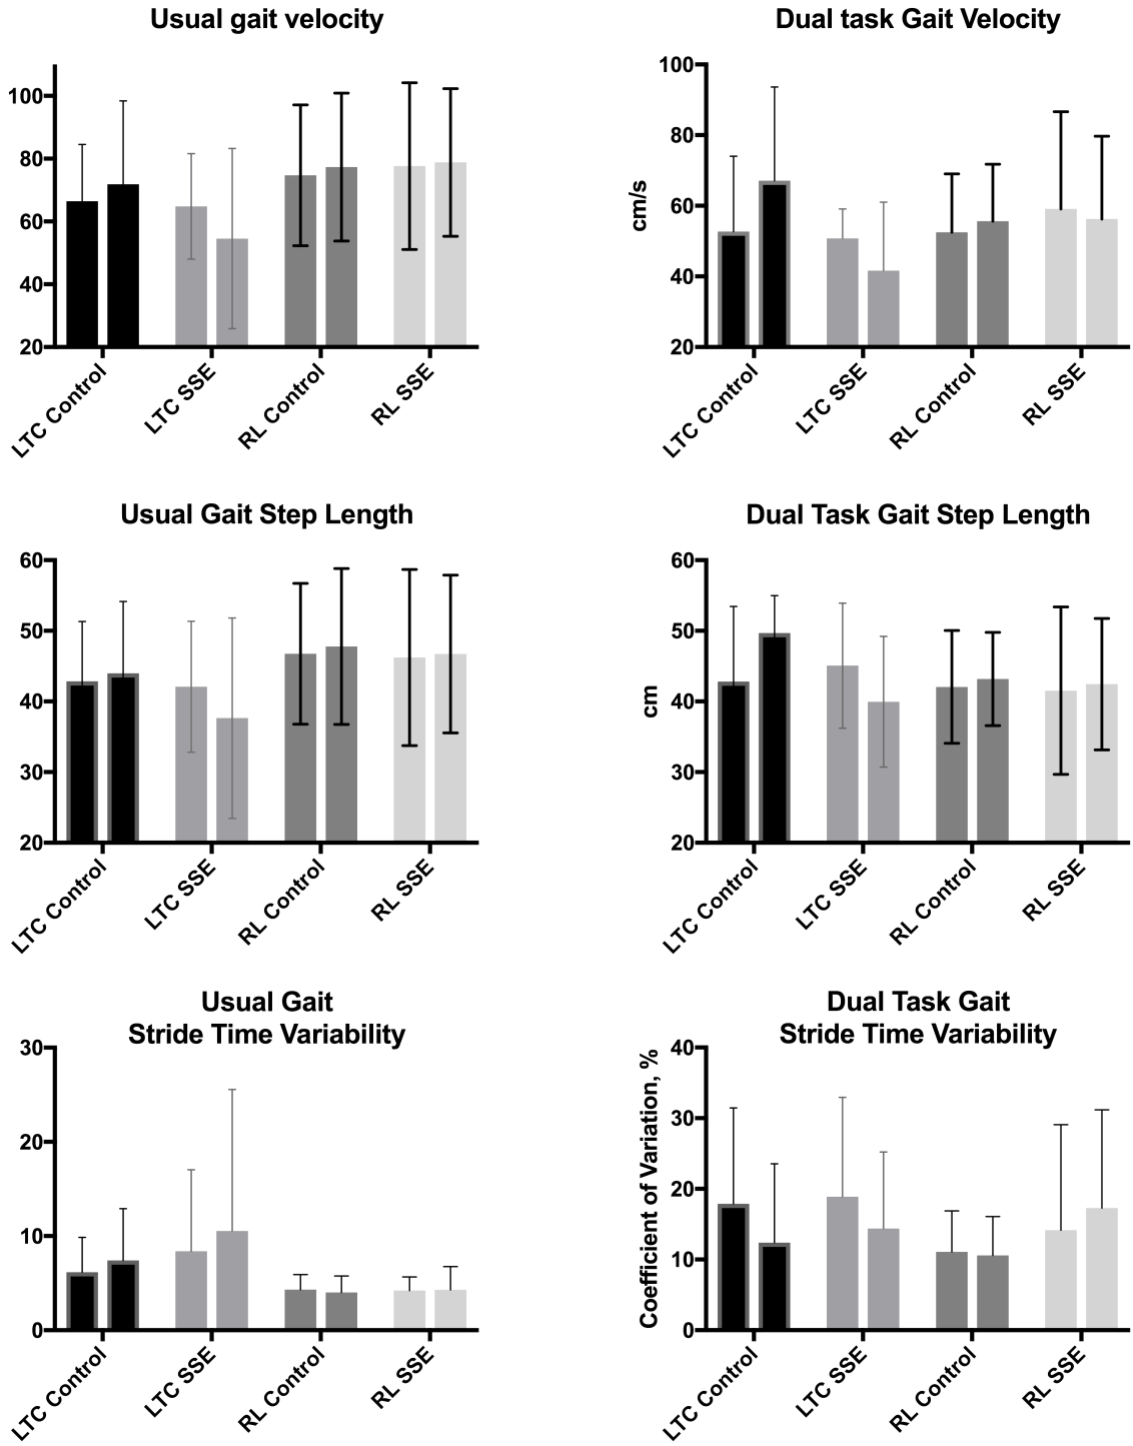 Usual gait velocity
100
80
60
40
20
LTC Control
LTC SSE
RL Control
RL SSE
Dual task Gait Velocity
cm/s
100
80
60
40
20
LTC Control
LTC SSE
RL Control
RL SSE
Usual Gait Step Length
60
50
40
30
20
LTC Control
LTC SSE
RL Control
RL SSE
Dual Task Gait Step Length
cm
60
50
40
30
20
LTC Control
LTC SSE
RL Control
RL SSE
Usual Gait
Stride Time Variability
30
20
10
0
LTC Control
LTC SSE
RL Control
RL SSE
Dual Task Gait
Stride Time Variability
Coefficient of Variation, %
40
30
20
10
0
LTC Control
LTC SSE
RL Control
RL SSE